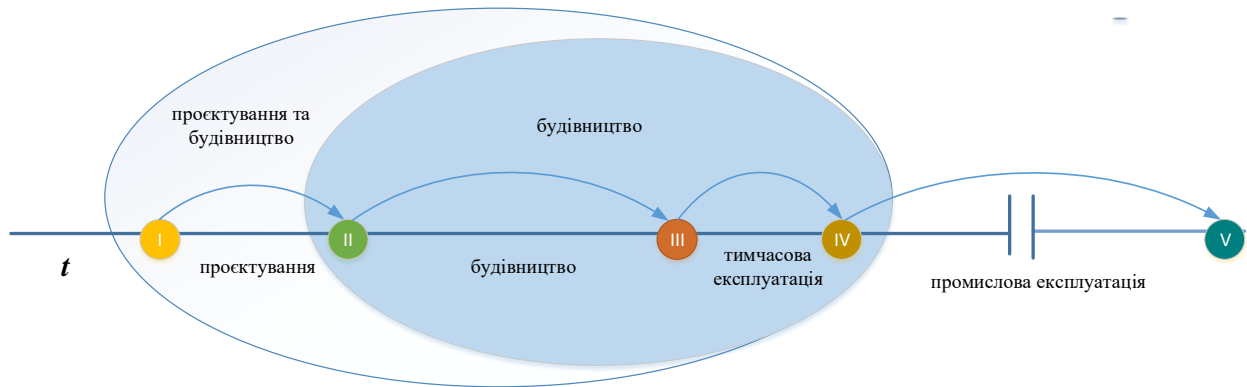 проєктування та
будівництво
будівництво
I
II
III
IV
V
t
проєктування
будівництво
тимчасова
експлуатація
промислова експлуатація